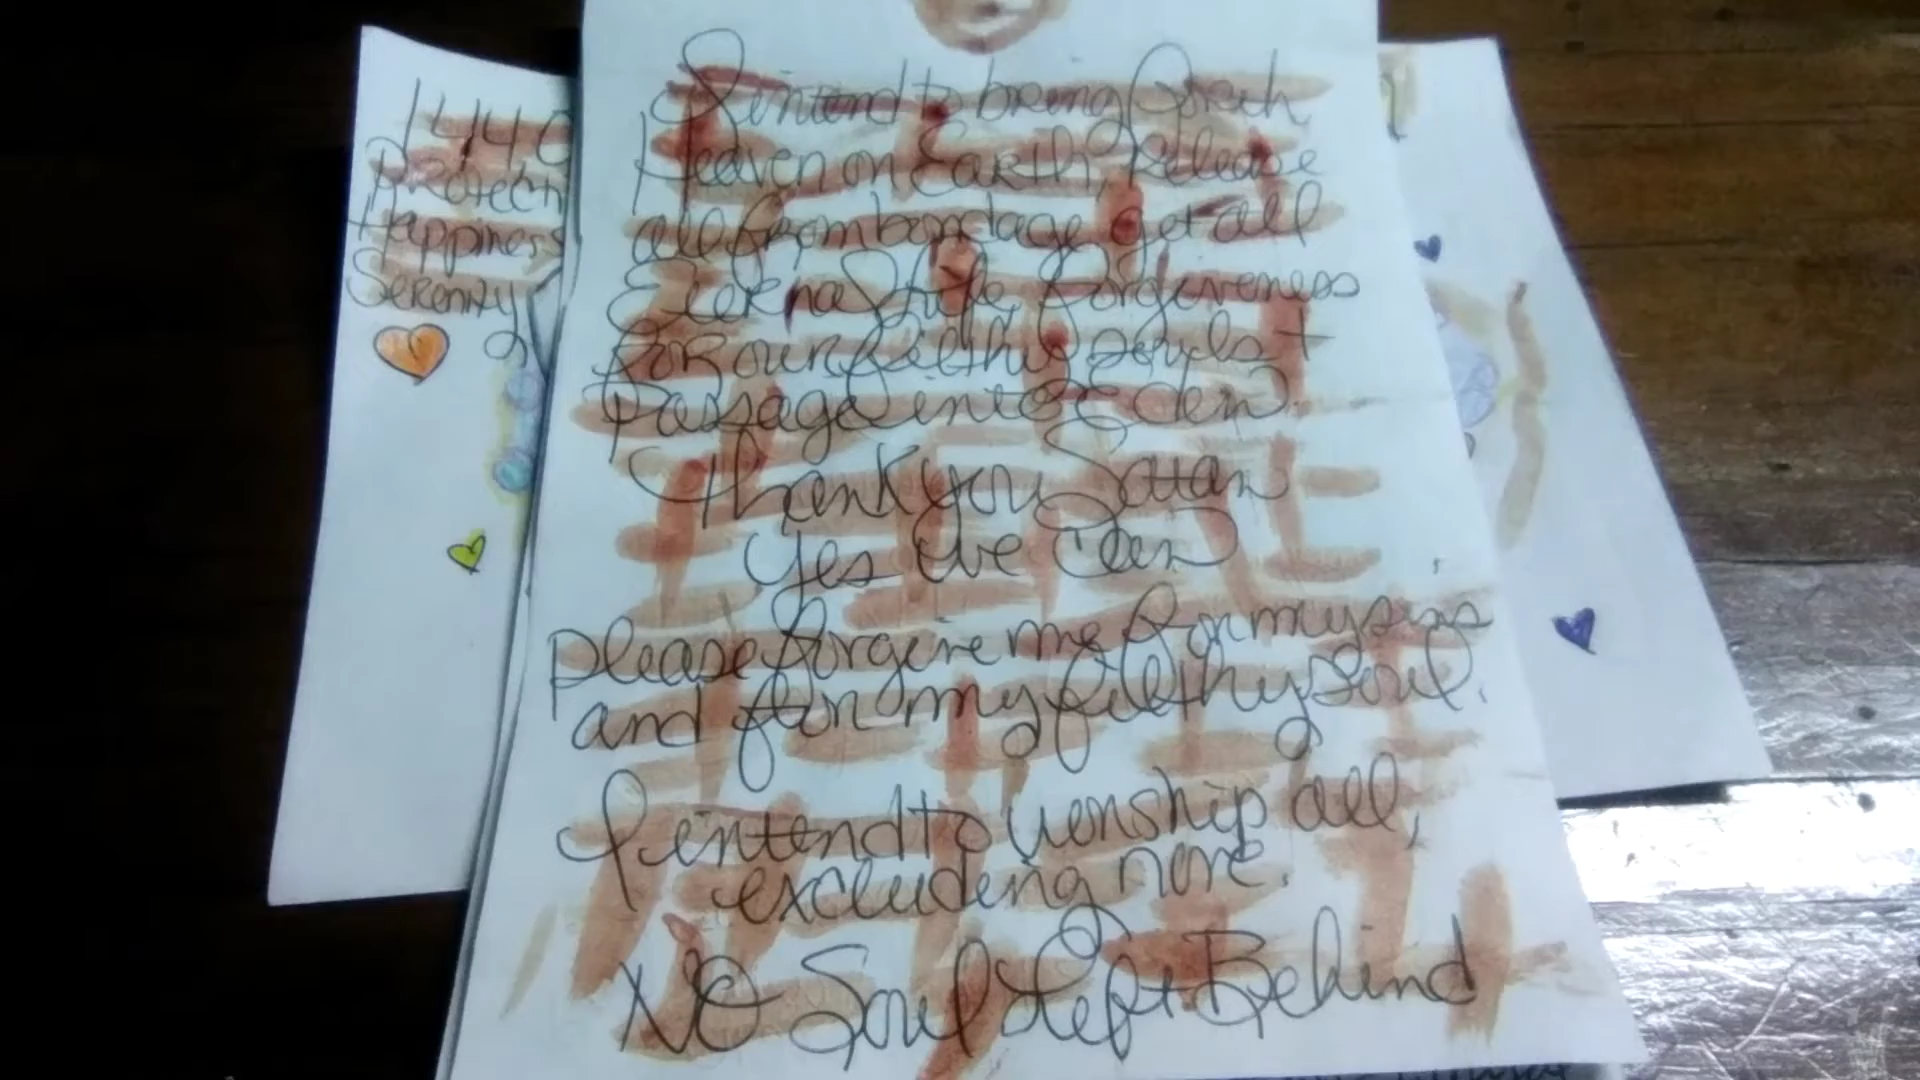 1440
Protecti
Happiness
Serenity
I intend to bring forth
Heaven on Earth, Release
all from bondage, get all
Eternal life, forgiveness
for our filthy souls +
Passage into Eden.
Thank you Satan
Yes we can
please forgive me for my sins
and for my filthy soul.
I intend to worship all,
excluding none.
NO Soul Left Behind